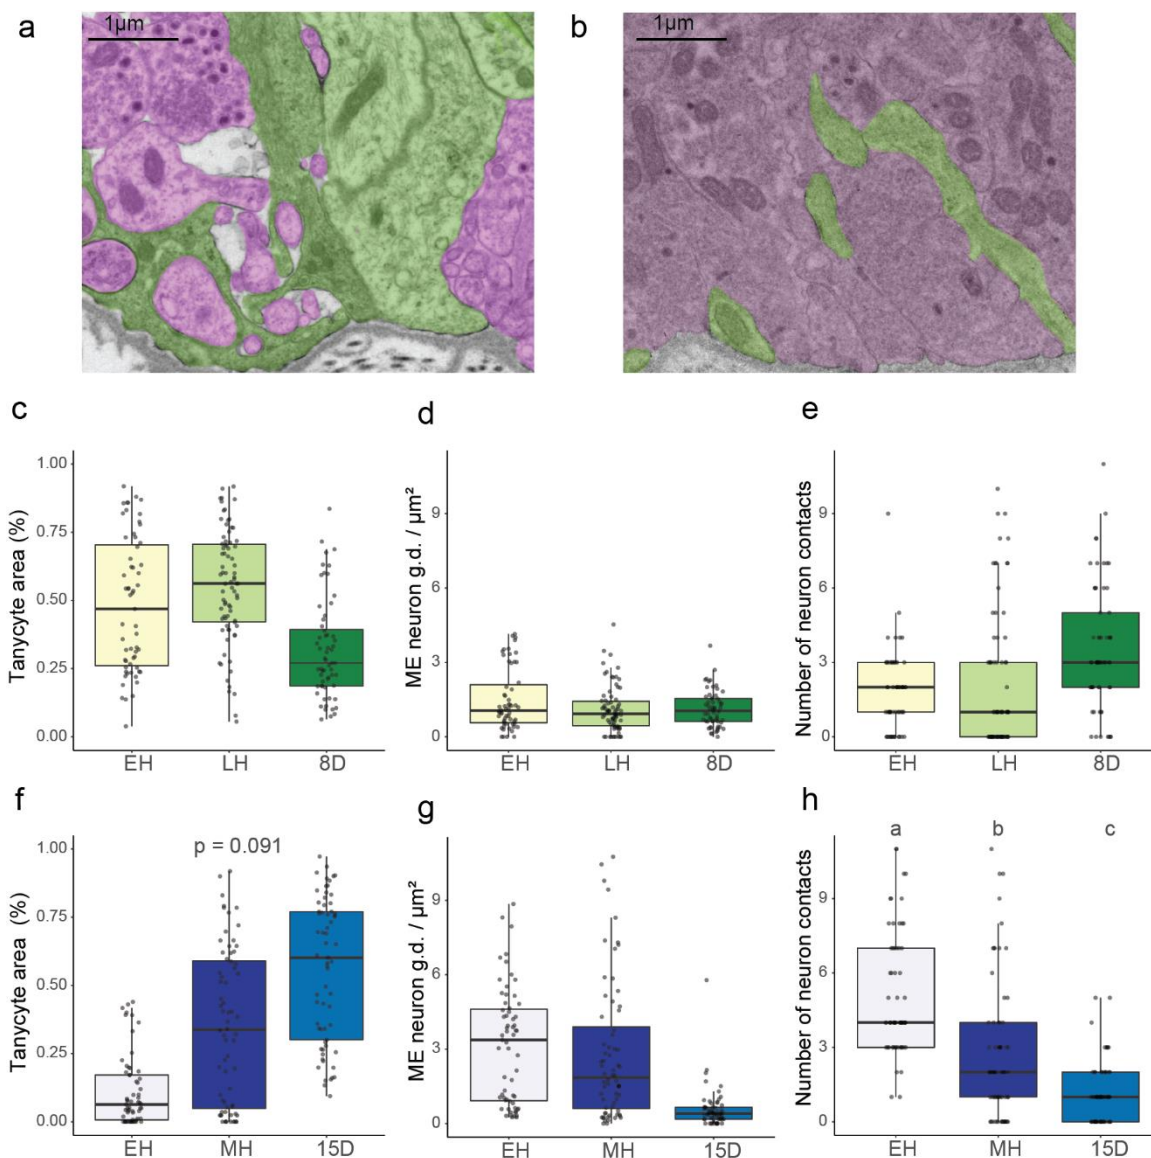 a
1µm
b
1µm
c
Tanycyte area (%)
1.00
0.75
0.50
0.25
0.00
EH LH 8D
d
ME neuron g.d. / µm²
9
6
3
0
EH LH 8D
e
Number of neuron contacts
9
6
3
0
EH LH 8D
f
Tanycyte area (%)
1.00
0.75
0.50
0.25
0.00
p = 0.091
EH MH 15D
g
ME neuron g.d. / µm²
9
6
3
0
EH MH 15D
h
Number of neuron contacts
9
6
3
0
a b c
EH MH 15D